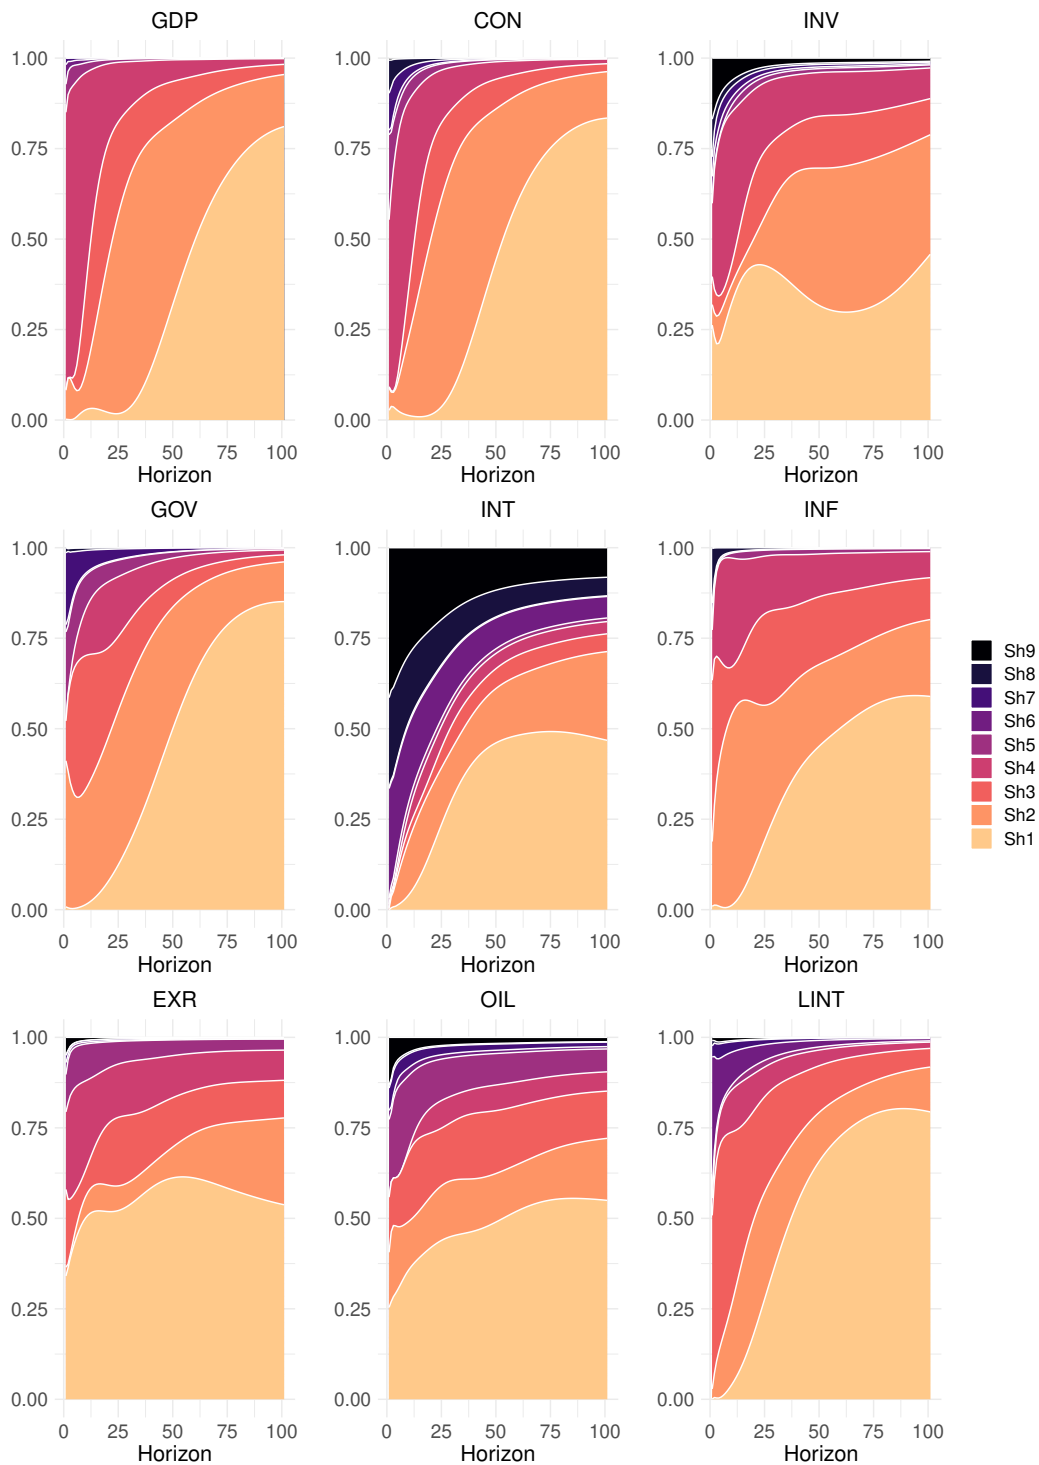 GDP CON INV
1.00 1.00 1.00
0.75 0.75 0.75
0.50 0.50 0.50
0.25 0.25 0.25
0.00 0.00 0.00
0 25 50 75 100 0 25 50 75 100 0 25 50 75 100
Horizon Horizon Horizon
GOV INT INF
1.00 1.00 1.00
0.75 0.75 0.75
0.50 0.50 0.50
0.25 0.25 0.25
0.00 0.00 0.00
0 25 50 75 100 0 25 50 75 100 0 25 50 75 100
Horizon Horizon Horizon
Sh9
Sh8
Sh7
Sh6
Sh5
Sh4
Sh3
Sh2
Sh1
EXR OIL LINT
1.00 1.00 1.00
0.75 0.75 0.75
0.50 0.50 0.50
0.25 0.25 0.25
0.00 0.00 0.00
0 25 50 75 100 0 25 50 75 100 0 25 50 75 100
Horizon Horizon Horizon